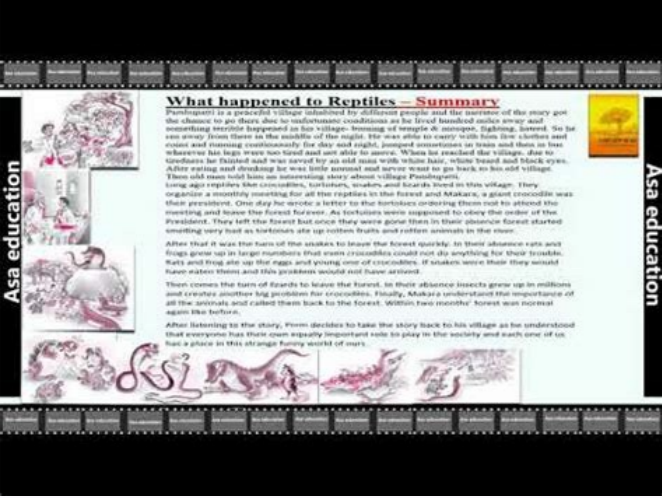 What happened to Reptiles – Summary
Pambupatti is a peaceful village inhabited by different people and the narrator of the story got
the chance to go there due to unfortunate conditions as he lived hundred miles away and
something terrible happened in his village- burning of temple & mosque, fighting, hatred. So he
ran away from there in the middle of the night. He was able to carry with him few clothes and
coins and running continuously for day and night, jumped sometimes in train and then in bus
wherever his legs were too tired and not able to move. When he reached the village, due to
tiredness he fainted and was saved by an old man with white hair, white beard and black eyes.
After eating and drinking he was little normal and never want to go back to his old village.
Then old man told him an interesting story about village Pambupatti.
Long ago reptiles like crocodiles, tortoises, snakes and lizards lived in this village. They
organize a monthly meeting for all the reptiles in the forest and Makara, a giant crocodile was
their president. One day he wrote a letter to the tortoises ordering them not to attend the
meeting and leave the forest forever. As tortoises were supposed to obey the order of the
President. They left the forest but once they were gone then in their absence forest started
smelling very bad as tortoises ate up rotten fruits and rotten animals in the river.
After that it was the turn of the snakes to leave the forest quickly. In their absence rats and
frogs grew up in large numbers that even crocodiles could not do anything for their trouble.
Rats and frog ate up the eggs and young one of crocodiles. If snakes were their they would
have eaten them and this problem would not have arrived.
Then comes the turn of lizards to leave the forest. In their absence insects grew up in millions
and creates another big problem for crocodiles. Finally, Makara understand the importance of
all the animals and called them back to the forest. Within two months' forest was normal
again like before.
After listening to the story, Prem decides to take the story back to his village as he understood
that everyone has their own equally important role to play in the society and each one of us
has a place in this strange funny world of ours.
Asa education
Asa education